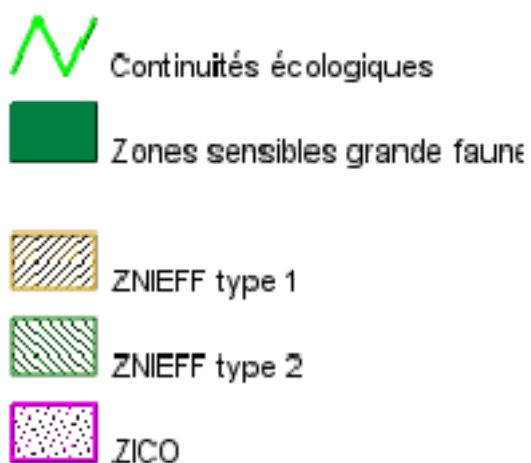 Continuités écologiques
Zones sensibles grande faune
ZNIEFF type 1
ZNIEFF type 2
ZICO